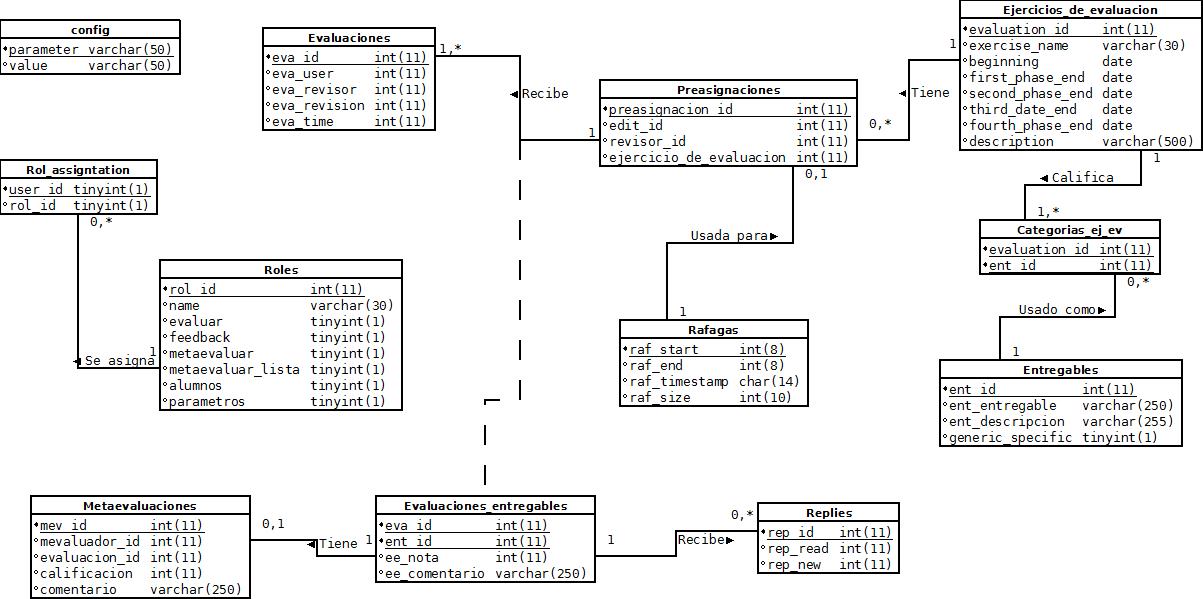 config
parameter varchar(50)
value varchar(50)
Evaluaciones
eva_id int(11)
eva_user int(11)
eva_revisor int(11)
eva_revision int(11)
eva_time int(11)
1,*
Recibe
1
Preasignaciones
preasignacion_id int(11)
edit_id int(11)
revisor_id int(11)
ejercicio_de_evaluacion int(11)
0,1
0,*
Tiene
1
Ejercicios_de_evaluacion
evaluation_id int(11)
exercise_name varchar(30)
beginning date
first_phase_end date
second_phase_end date
third_date_end date
fourth_phase_end date
description varchar(500)
1
Califica
1,*
Categorias_ej_ev
evaluation_id int(11)
ent_id int(11)
0,*
Usado como
1
Entregables
ent_id int(11)
ent_entregable varchar(250)
ent_descripcion varchar(255)
generic_specific tinyint(1)
Rol_assigntation
user_id tinyint(1)
rol_id tinyint(1)
0,*
Se asigna
1
Roles
rol_id int(11)
name varchar(30)
evaluar tinyint(1)
feedback tinyint(1)
metaevaluar tinyint(1)
metaevaluar_lista tinyint(1)
alumnos tinyint(1)
parametros tinyint(1)
Usada para
1
Rafagas
raf_start int(8)
raf_end int(8)
raf_timestamp char(14)
raf_size int(10)
Metaevaluaciones
mev_id int(11)
mevaluador_id int(11)
evaluacion_id int(11)
calificacion int(11)
comentario varchar(250)
0,1
Tiene
1
Evaluaciones_entregables
eva_id int(11)
ent_id int(11)
ee_nota int(11)
ee_comentario varchar(250)
1
Recibe
0,*
Replies
rep_id int(11)
rep_read int(11)
rep_new int(11)